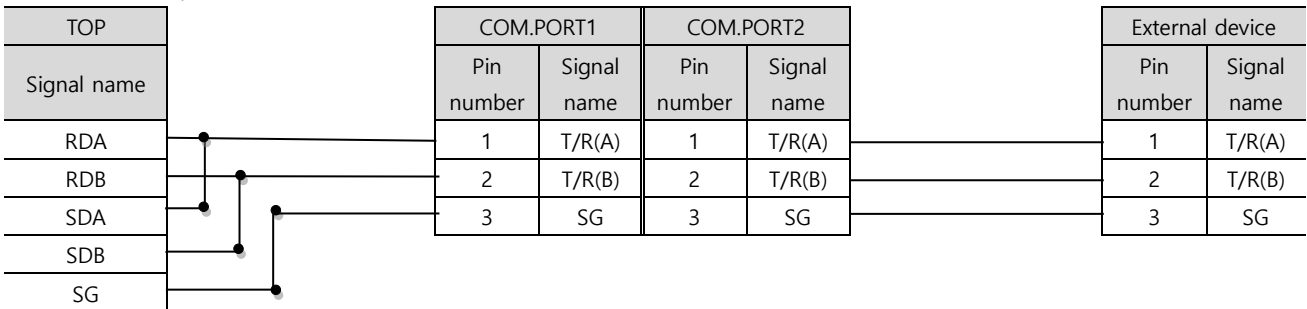 TOP COM.PORT1 COM.PORT2 External device
Signal name Pin number Signal name Pin number Signal name Pin number Signal name
RDA 1 T/R(A) 1 T/R(A) 1 T/R(A)
RDB 2 T/R(B) 2 T/R(B) 2 T/R(B)
SDA 3 SG 3 SG 3 SG
SDB
SG